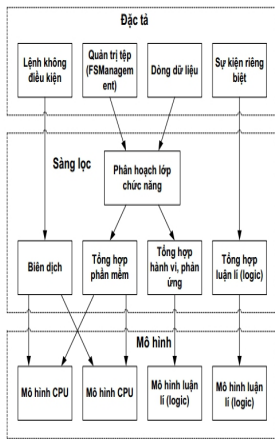 Đặc tả
Lệnh không
điều kiện
Quản trị tệp
(FSManagem
ent)
Dòng dữ liệu
Sự kiện riêng
biệt
Sàng lọc
Phân hoạch lớp
chức năng
Biên dịch
Tổng hợp
phần mềm
Tổng hợp
hành vi, phản
ứng
Tổng hợp
luận lí (logic)
Mô hình
Mô hình CPU
Mô hình CPU
Mô hình luận
lí (logic)
Mô hình luận
lí (logic)